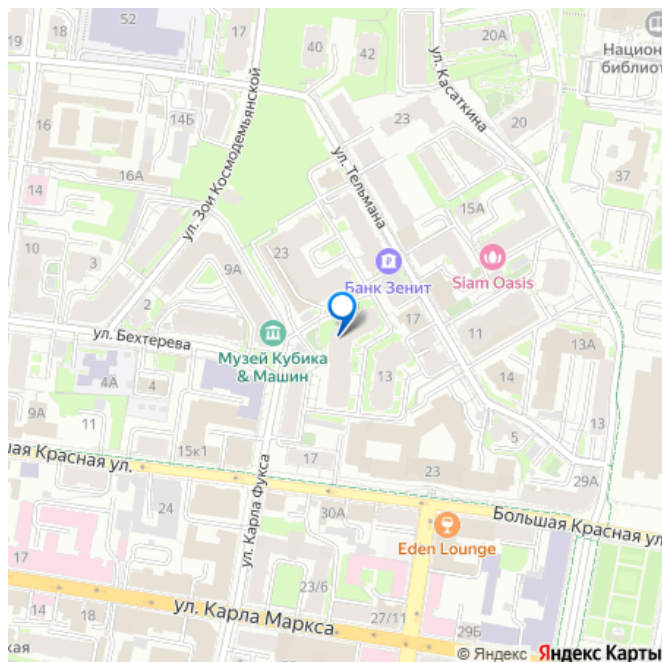 52
17
40
42
20А
Национ
библиот
ул. Касаткина
16
14Б
ул. Зои Космодемьянской
23
20
16А
ул. Тельмана
37
14
15А
10
3
9А
23
Банк Зенит
Siam Oasis
2
17
11
ул. Бехтерева
Музей Кубика
& Машин
13А
4А
4
13
14
9А
11
15к1
17
5
13
23
29А
ая Красная ул.
24
ул. Карла Фукса
30А
Большая Красная ул.
Eden Lounge
17
23/6
14
ул. Карла Маркса
27/11
29Б
ская
© Яндекс Яндекс Карты